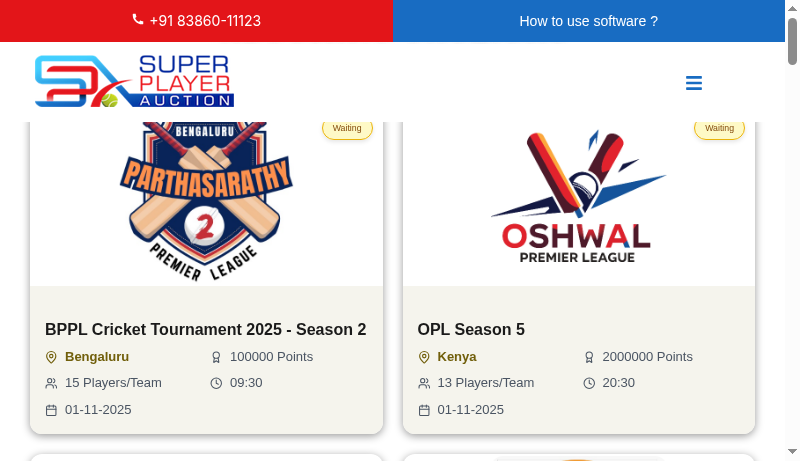 +91 83860-11123
How to use software ?
SUPER
PLAYER
AUCTION
Waiting
BENGALURU
PARTHASARATHY
2
PREMIER LEAGUE
Waiting
OSHWAL
PREMIER LEAGUE
BPPL Cricket Tournament 2025 - Season 2
Bengaluru
100000 Points
15 Players/Team
09:30
01-11-2025
OPL Season 5
Kenya
2000000 Points
13 Players/Team
20:30
01-11-2025